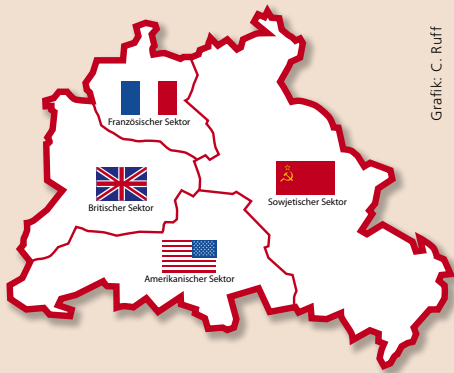 Französischer Sektor
Britischer Sektor
Sowjetischer Sektor
Amerikanischer Sektor
Grafik: C. Ruff